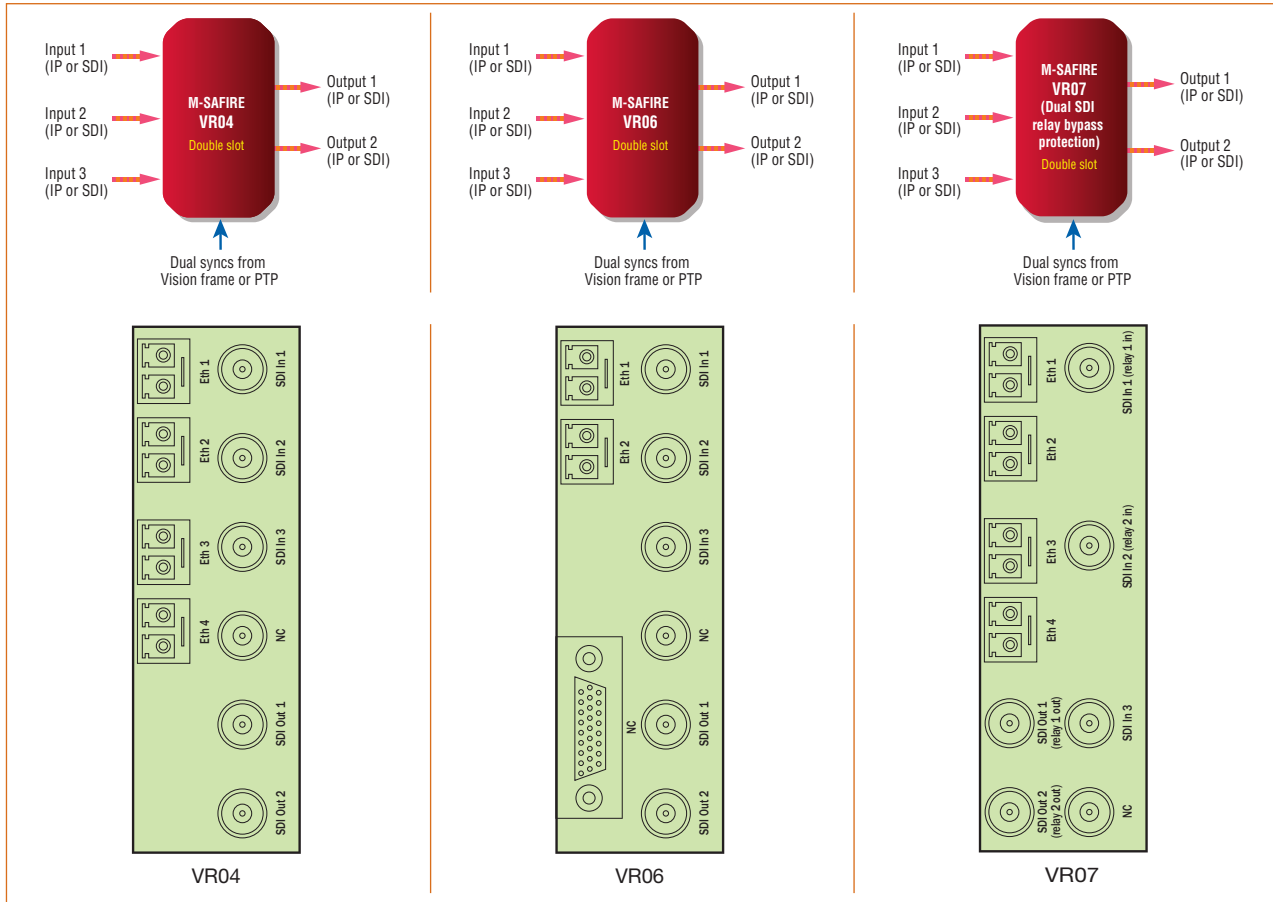 Input 1
(IP or SDI)
Input 2
(IP or SDI)
Input 3
(IP or SDI)
M-SAFIRE
VR04
Double slot
Output 1
(IP or SDI)
Output 2
(IP or SDI)
Dual syncs from
Vision frame or PTP
Input 1
(IP or SDI)
Input 2
(IP or SDI)
Input 3
(IP or SDI)
M-SAFIRE
VR06
Double slot
Output 1
(IP or SDI)
Output 2
(IP or SDI)
Dual syncs from
Vision frame or PTP
Input 1
(IP or SDI)
Input 2
(IP or SDI)
Input 3
(IP or SDI)
M-SAFIRE
VR07
(Dual SDI
relay bypass
protection)
Double slot
Output 1
(IP or SDI)
Output 2
(IP or SDI)
Dual syncs from
Vision frame or PTP
Eth 1
SDI In 1
Eth 2
SDI In 2
Eth 3
SDI In 3
Eth 4
NC
SDI Out 1
SDI Out 2
VR04
Eth 1
SDI In 1
Eth 2
SDI In 2
SDI In 3
NC
NC
SDI Out 1
SDI Out 2
VR06
Eth 1
SDI In 1 (relay 1 in)
Eth 2
Eth 3
SDI In 2 (relay 2 in)
Eth 4
SDI Out 1
(relay 1 out)
SDI In 3
SDI Out 2
(relay 2 out)
NC
VR07